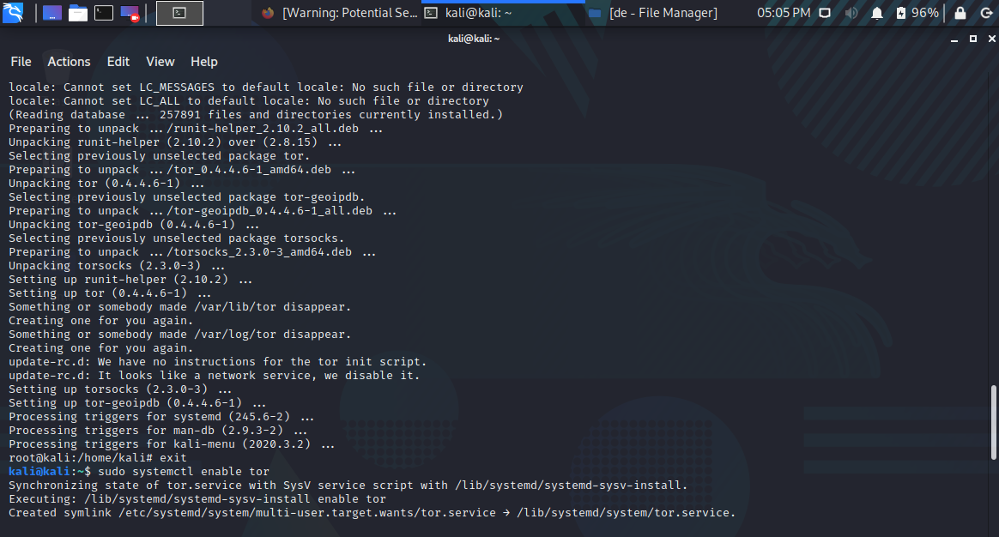 [Warning: Potential Se... kali@kali: ~ [de - File Manager] 05:05 PM 96%
kali@kali: ~
File Actions Edit View Help
locale: Cannot set LC_MESSAGES to default locale: No such file or directory
locale: Cannot set LC_ALL to default locale: No such file or directory
(Reading database ... 257891 files and directories currently installed.)
Preparing to unpack .../runit-helper_2.10.2_all.deb ...
Unpacking runit-helper (2.10.2) over (2.8.15) ...
Selecting previously unselected package tor.
Preparing to unpack .../tor_0.4.4.6-1_amd64.deb ...
Unpacking tor (0.4.4.6-1) ...
Selecting previously unselected package tor-geoipdb.
Preparing to unpack .../tor-geoipdb_0.4.4.6-1_all.deb ...
Unpacking tor-geoipdb (0.4.4.6-1) ...
Selecting previously unselected package torsocks.
Preparing to unpack .../torsocks_2.3.0-3_amd64.deb ...
Unpacking torsocks (2.3.0-3) ...
Setting up runit-helper (2.10.2) ...
Setting up tor (0.4.4.6-1) ...
Something or somebody made /var/lib/tor disappear.
Creating one for you again.
Something or somebody made /var/log/tor disappear.
Creating one for you again.
update-rc.d: We have no instructions for the tor init script.
update-rc.d: It looks like a network service, we disable it.
Setting up torsocks (2.3.0-3) ...
Setting up tor-geoipdb (0.4.4.6-1) ...
Processing triggers for systemd (245.6-2) ...
Processing triggers for man-db (2.9.3-2) ...
Processing triggers for kali-menu (2020.3.2) ...
root@kali:/home/kali# exit
kali@kali:~$ sudo systemctl enable tor
Synchronizing state of tor.service with SysV service script with /lib/systemd/systemd-sysv-install.
Executing: /lib/systemd/systemd-sysv-install enable tor
Created symlink /etc/systemd/system/multi-user.target.wants/tor.service → /lib/systemd/system/tor.service.